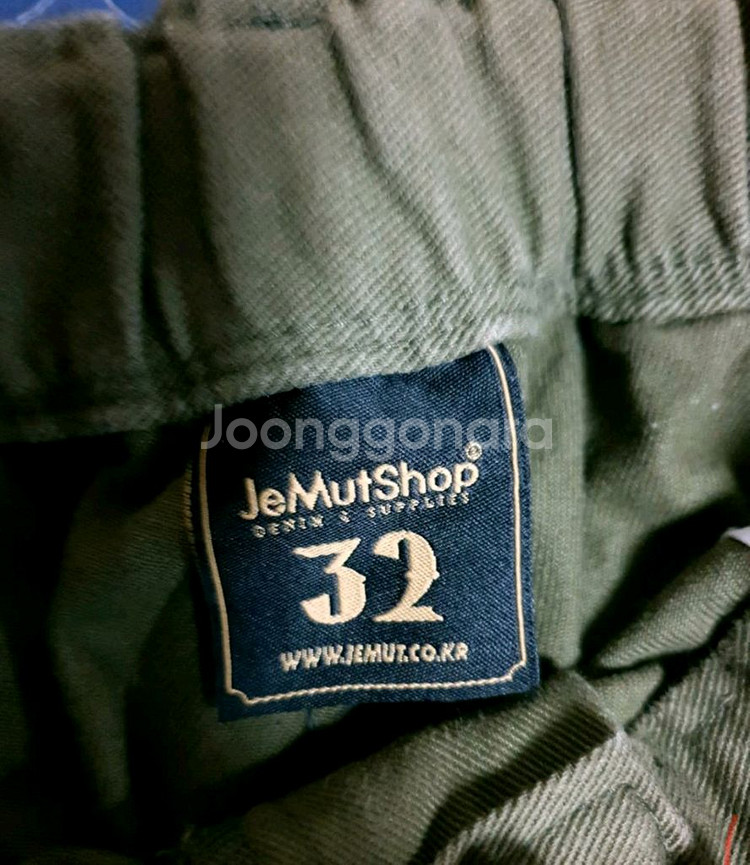 Joonggonara
JeMutShop®
DENIM & SUPPLIES
32
WWW.JEMUT.CO.KR